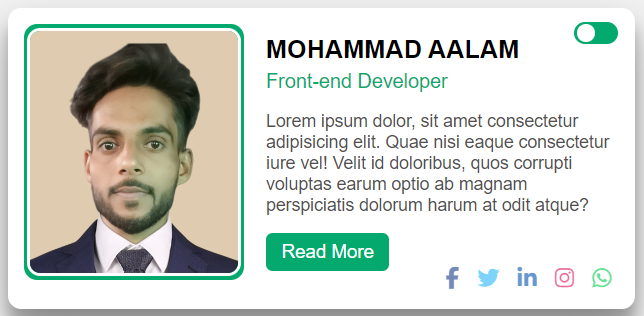 MOHAMMAD AALAM
Front-end Developer
Lorem ipsum dolor, sit amet consectetur
adipisicing elit. Quae nisi eaque consectetur
iure vel! Velit id doloribus, quos corrupti
voluptas earum optio ab magnam
perspiciatis dolorum harum at odit atque?
Read More